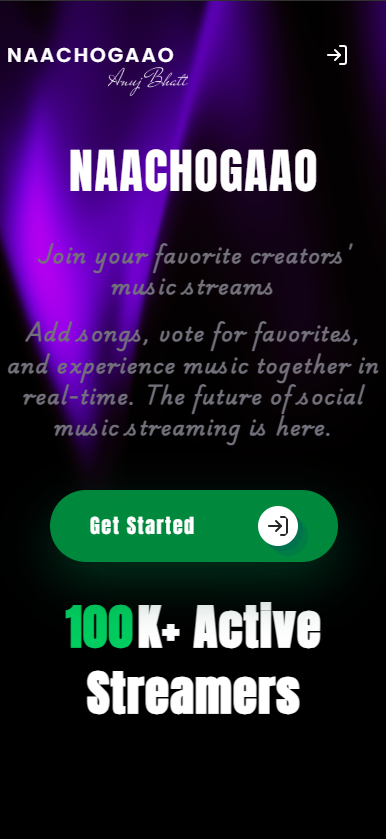 NAACHOGAAO
Anuj Bhatt
NAACHOGAAO
Join your favorite creators'
music streams
Add songs, vote for favorites,
and experience music together in
real-time. The future of social
music streaming is here.
Get Started
100K+ Active
Streamers